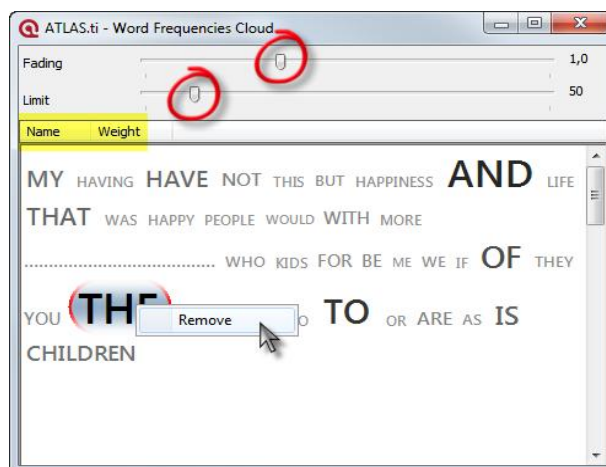 ATLAS.ti - Word Frequencies Cloud
Fading 1,0
Limit 50
Name Weight
MY HAVING HAVE NOT THIS BUT HAPPINESS AND LIFE
THAT WAS HAPPY PEOPLE WOULD WITH MORE
.................................... WHO KIDS FOR BE ME WE IF OF THEY
YOU THE Remove TO OR ARE AS IS
CHILDREN